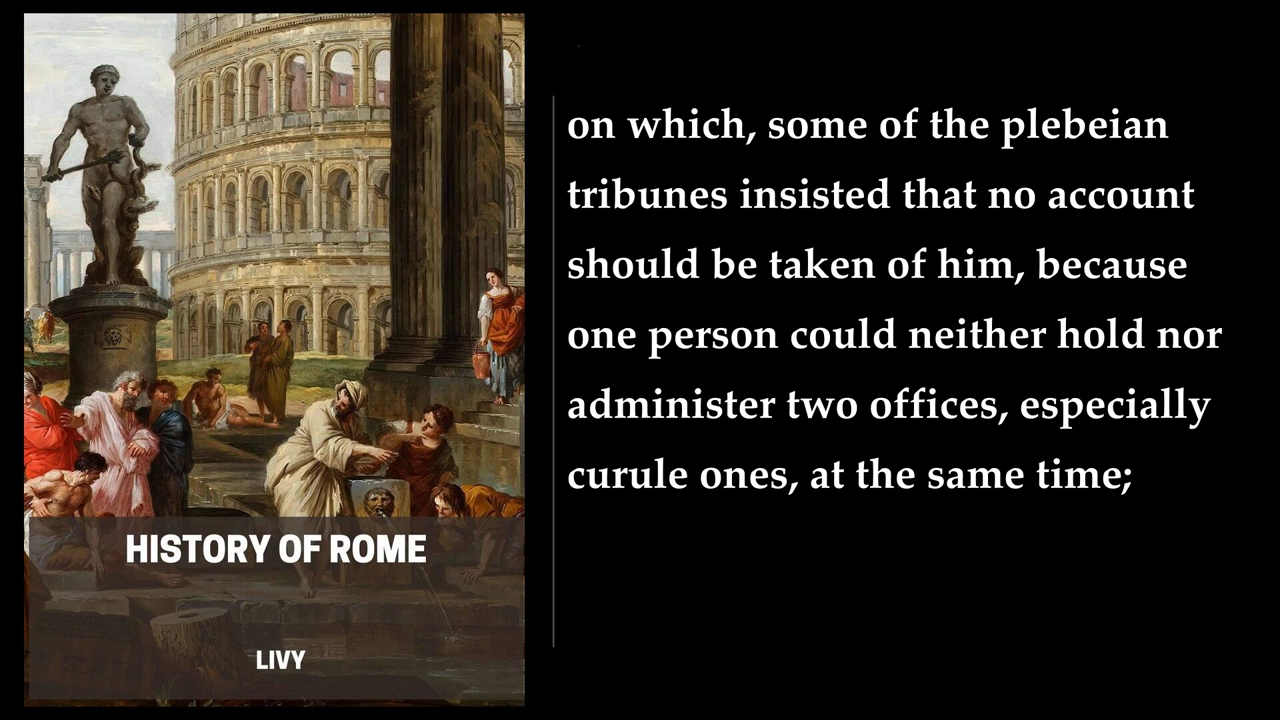 on which, some of the plebeian
tribunes insisted that no account
should be taken of him, because
one person could neither hold nor
administer two offices, especially
curule ones, at the same time;
HISTORY OF ROME
LIVY